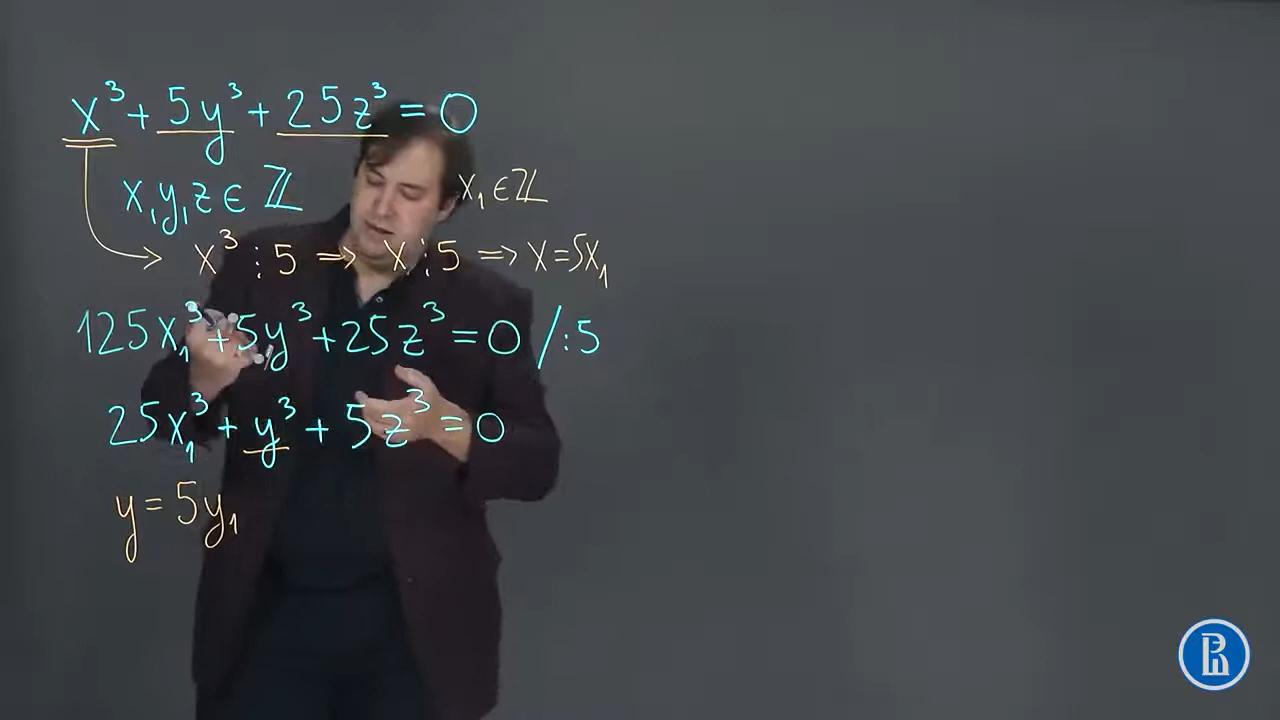 x³ + 5y³ + 25z³ = 0
x, y, z ∈ ℤ
x₁ ∈ ℤ
x³ ⋮ 5 ⇒ x ⋮ 5 ⇒ x = 5x₁
125x₁³ + 5y³ + 25z³ = 0 / : 5
25x₁³ + y³ + 5z³ = 0
y = 5y₁